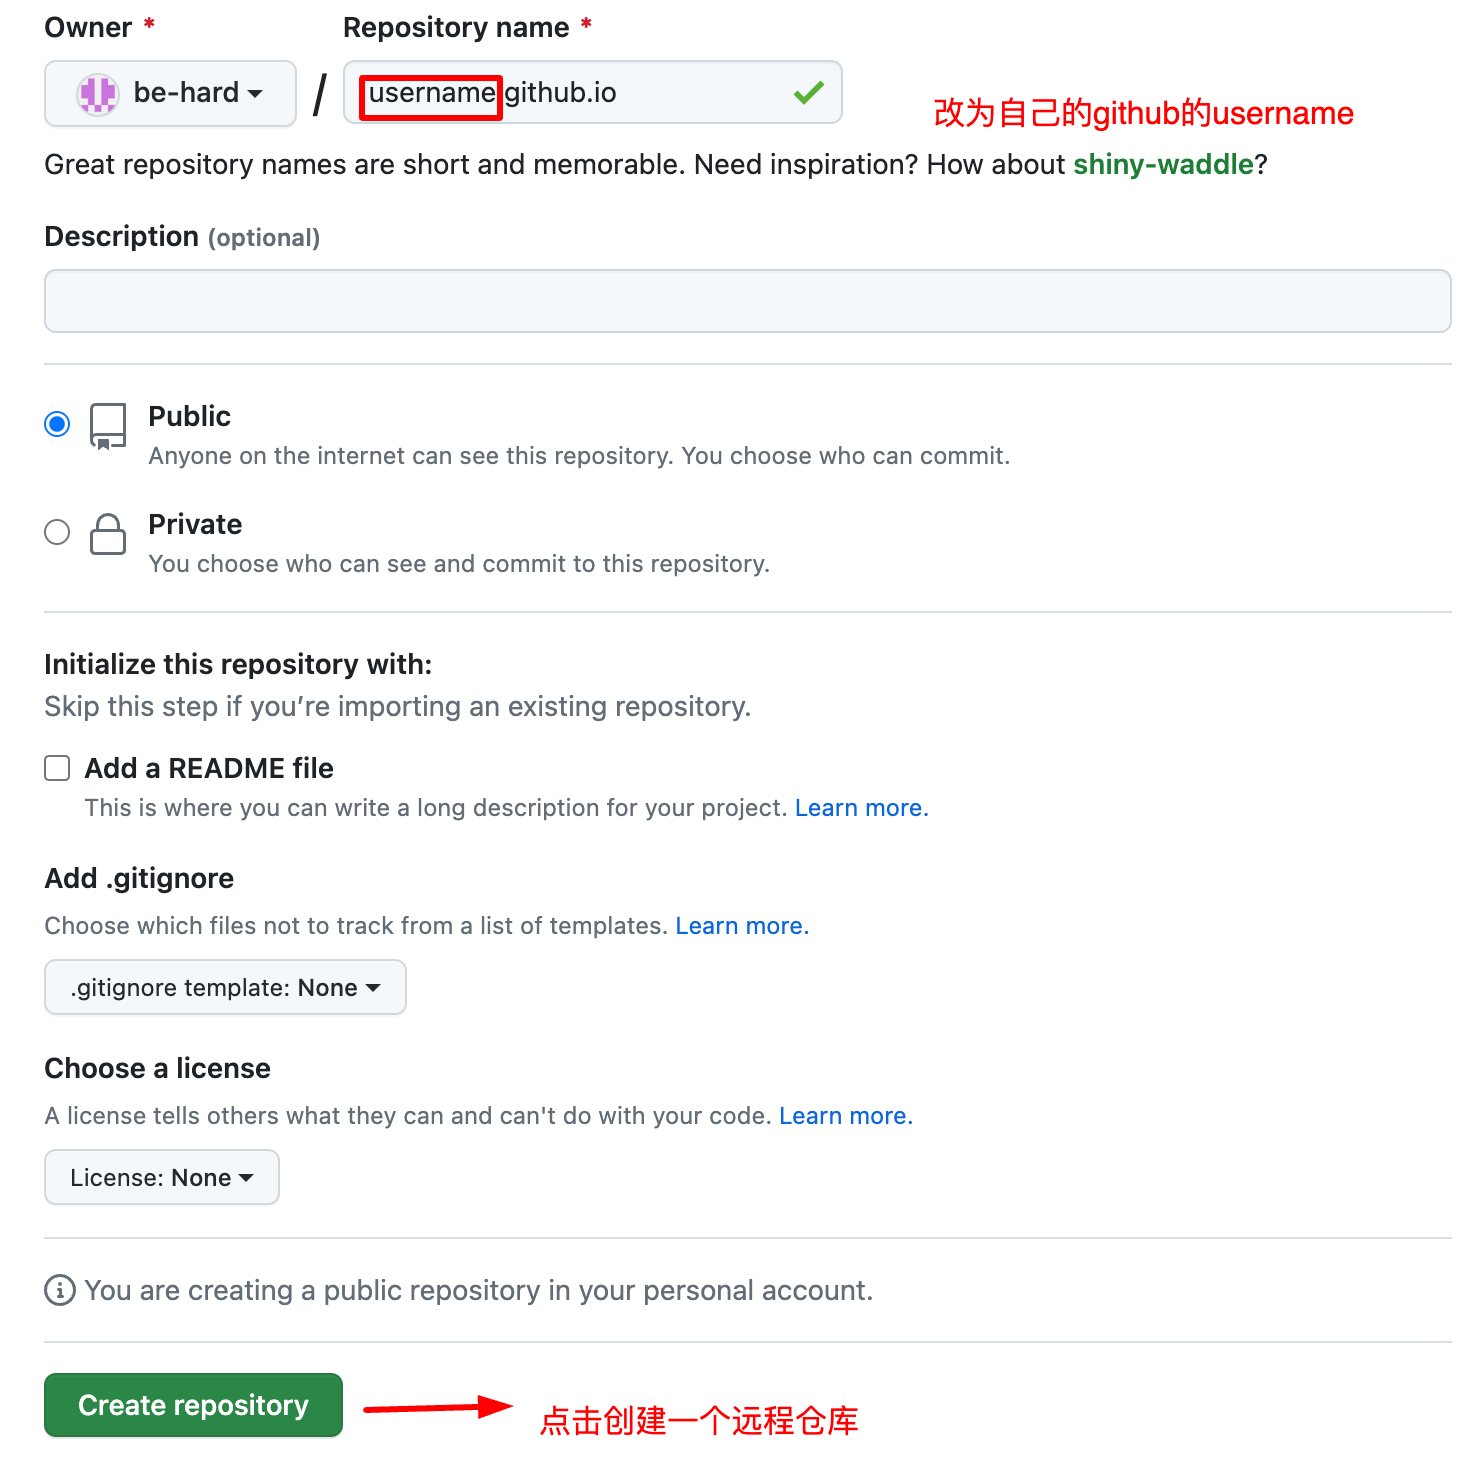 Owner * Repository name *
be-hard / username github.io
改为自己的github的username
Great repository names are short and memorable. Need inspiration? How about shiny-waddle?
Description (optional)
Public
Anyone on the internet can see this repository. You choose who can commit.
Private
You choose who can see and commit to this repository.
Initialize this repository with:
Skip this step if you’re importing an existing repository.
Add a README file
This is where you can write a long description for your project. Learn more.
Add .gitignore
Choose which files not to track from a list of templates. Learn more.
.gitignore template: None
Choose a license
A license tells others what they can and can't do with your code. Learn more.
License: None
You are creating a public repository in your personal account.
Create repository
点击创建一个远程仓库